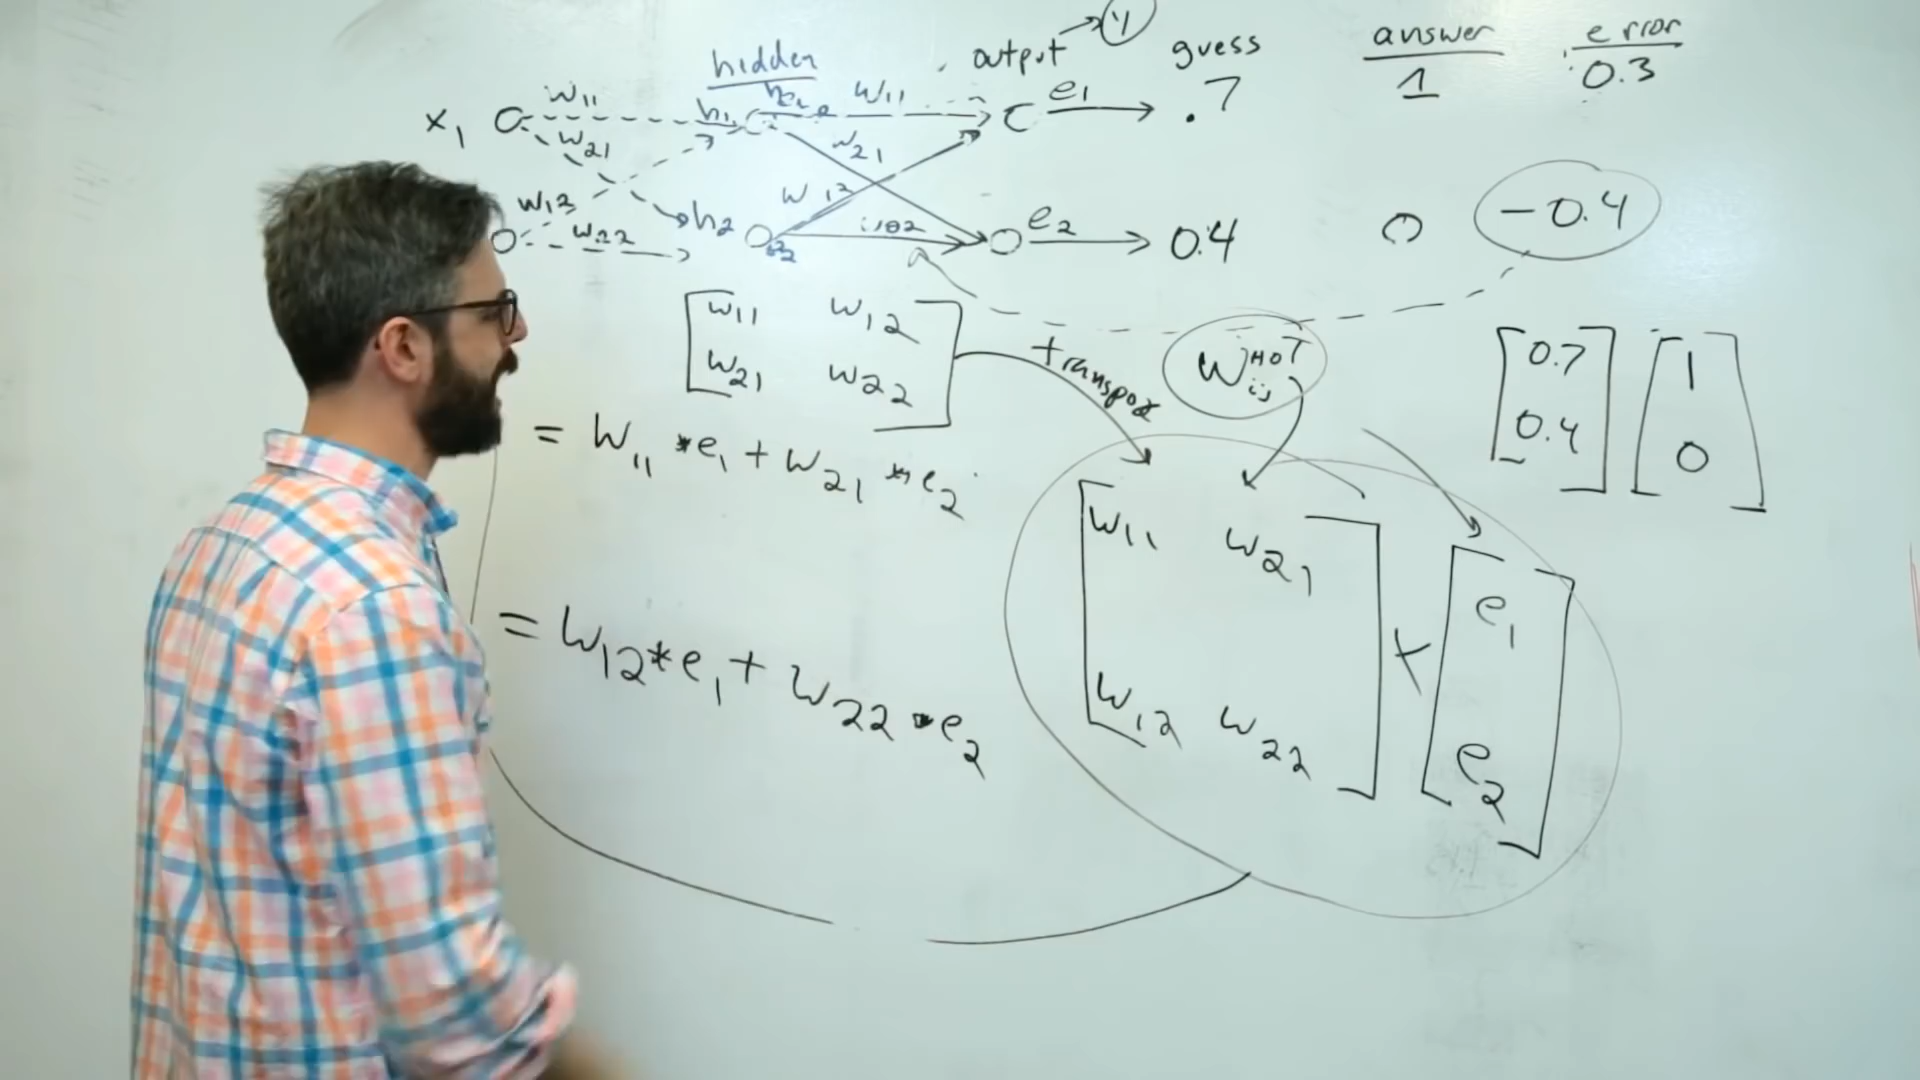 hidden output → y guess answer error
x₁ w₁₁ h₁ w₁₁ e₁ .7 1 0.3
w₂₁ w₂₁
w₁₂ h₂ w₁₂ e₂ 0.4 0 -0.4
w₂₂
w₁₁ w₁₂
w₂₁ w₂₂
transpose
W HOT
ij
0.7 1
0.4 0
= w₁₁ * e₁ + w₂₁ * e₂
w₁₁ w₂₁ e₁
×
= w₁₂ * e₁ + w₂₂ * e₂
w₁₂ w₂₂ e₂